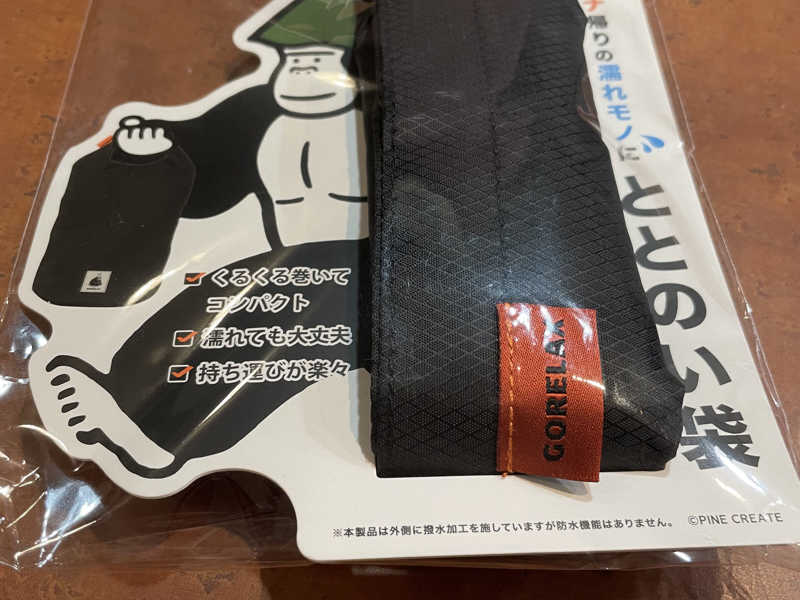 帰りの濡れモノに
ととのい袋
くるくる巻いて
コンパクト
濡れても大丈夫
持ち運びが楽々
GORELAX
※本製品は外側に撥水加工を施していますが防水機能はありません。
©PINE CREATE